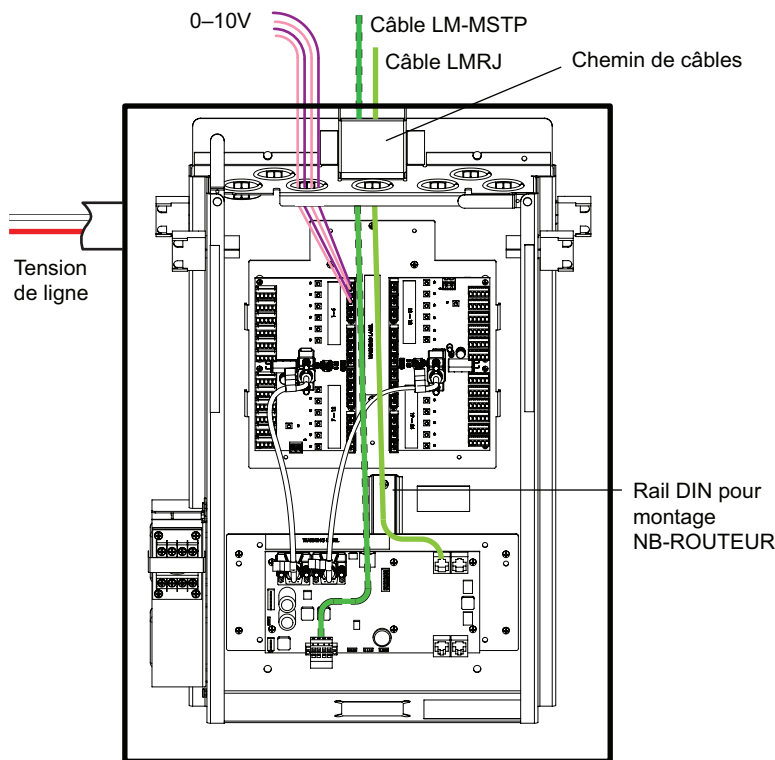 0–10V
Câble LM-MSTP
Câble LMRJ
Chemin de câbles
Tension
de ligne
Rail DIN pour
montage
NB-ROUTEUR